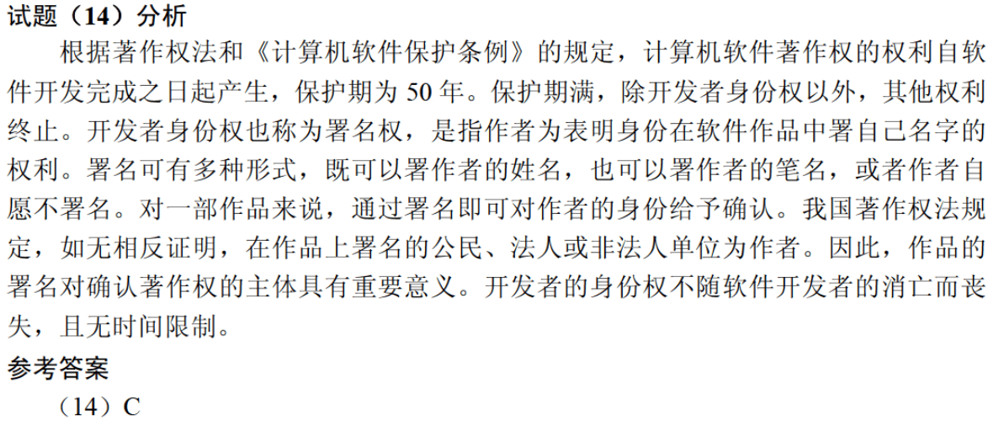 试题（14）分析
根据著作权法和《计算机软件保护条例》的规定，计算机软件著作权的权利自软
件开发完成之日起产生，保护期为 50 年。保护期满，除开发者身份权以外，其他权利
终止。开发者身份权也称为署名权，是指作者为表明身份在软件作品中署自己名字的
权利。署名可有多种形式，既可以署作者的姓名，也可以署作者的笔名，或者作者自
愿不署名。对一部作品来说，通过署名即可对作者的身份给予确认。我国著作权法规
定，如无相反证明，在作品上署名的公民、法人或非法人单位为作者。因此，作品的
署名对确认著作权的主体具有重要意义。开发者的身份权不随软件开发者的消亡而丧
失，且无时间限制。
参考答案
（14）C